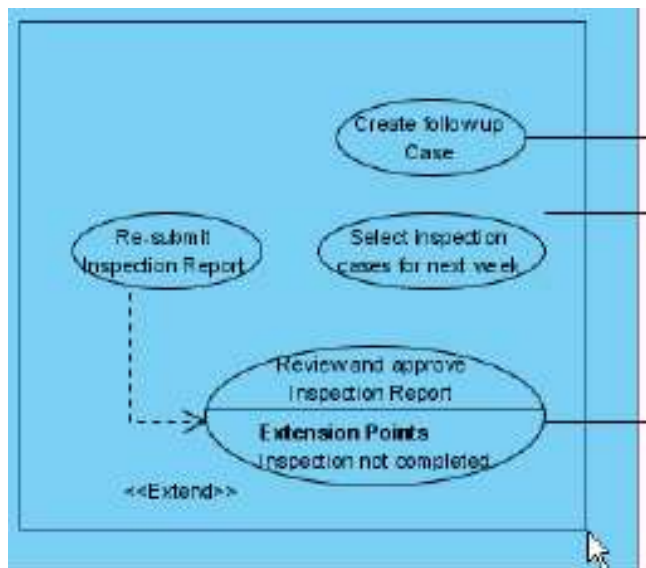 Create followup
Case
Re-submit
Inspection Report
Select inspection
cases for next week
Review and approve
Inspection Report
Extension Points
Inspection not completed
<<Extend>>